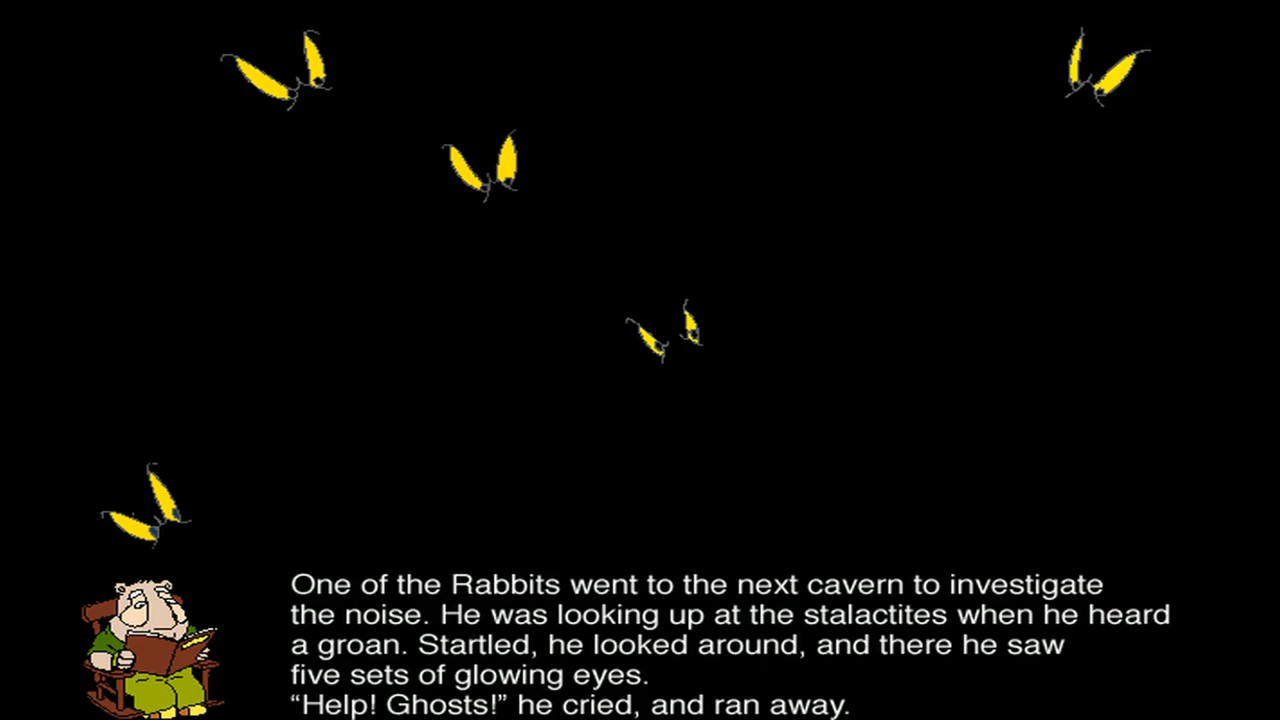 One of the Rabbits went to the next cavern to investigate
the noise. He was looking up at the stalactites when he heard
a groan. Startled, he looked around, and there he saw
five sets of glowing eyes.
“Help! Ghosts!” he cried, and ran away.